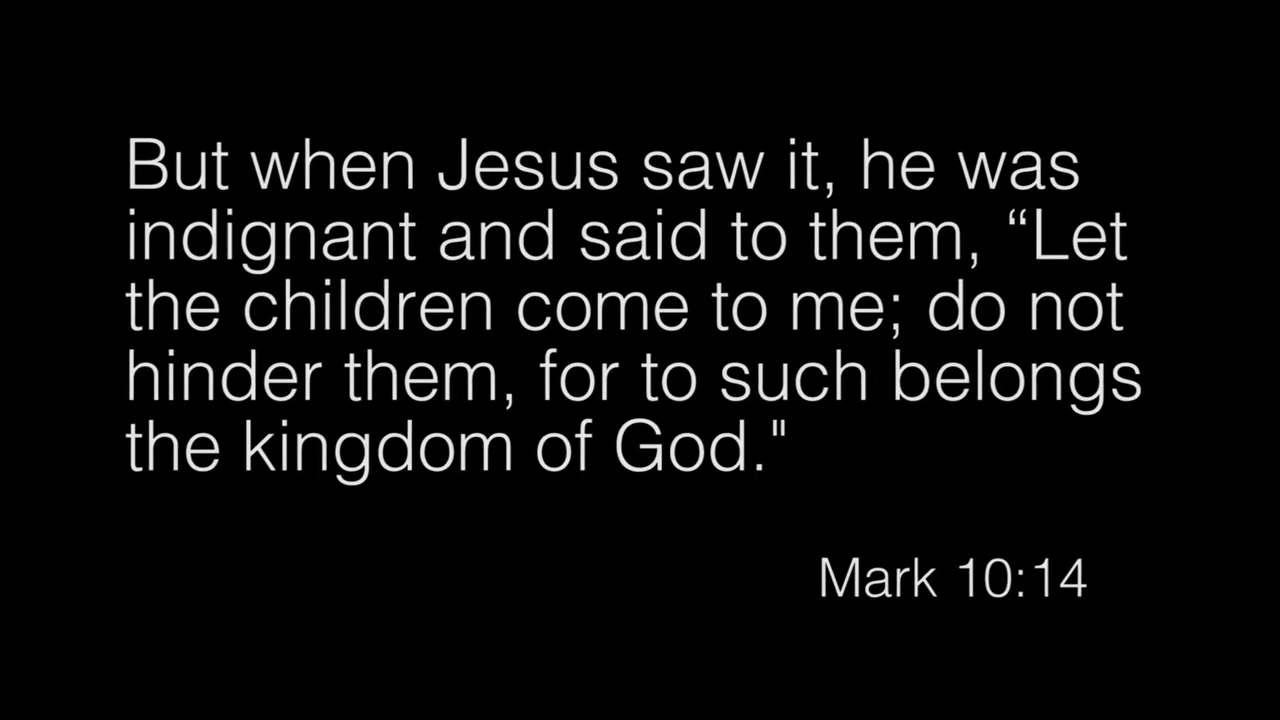 But when Jesus saw it, he was
indignant and said to them, “Let
the children come to me; do not
hinder them, for to such belongs
the kingdom of God."
Mark 10:14